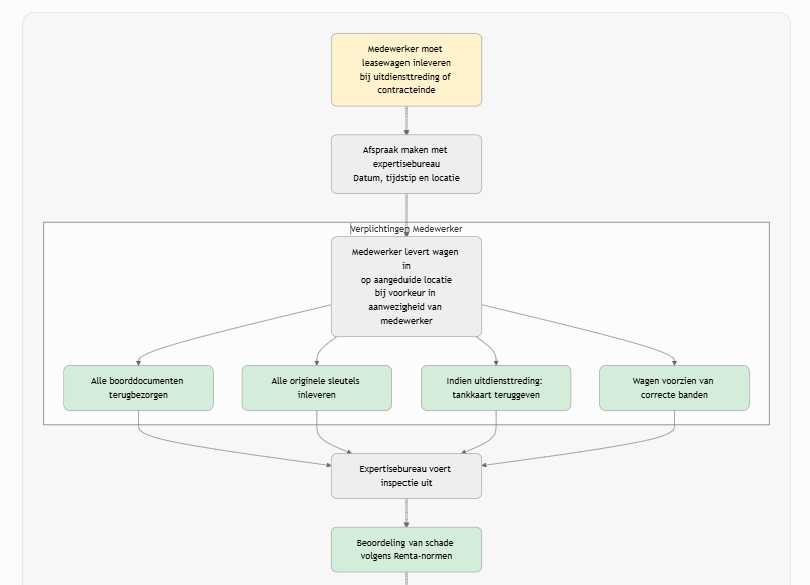 Medewerker moet
leasewagen inleveren
bij uitdiensttreding of
contracteinde
Afspraak maken met
expertisebureau
Datum, tijdstip en locatie
Verplichtingen Medewerker
Medewerker levert wagen
in
op aangeduide locatie
bij voorkeur in
aanwezigheid van
medewerker
Alle boorddocumenten
terugbezorgen
Alle originele sleutels
inleveren
Indien uitdiensttreding:
tankkaart teruggeven
Wagen voorzien van
correcte banden
Expertisebureau voert
inspectie uit
Beoordeling van schade
volgens Renta-normen